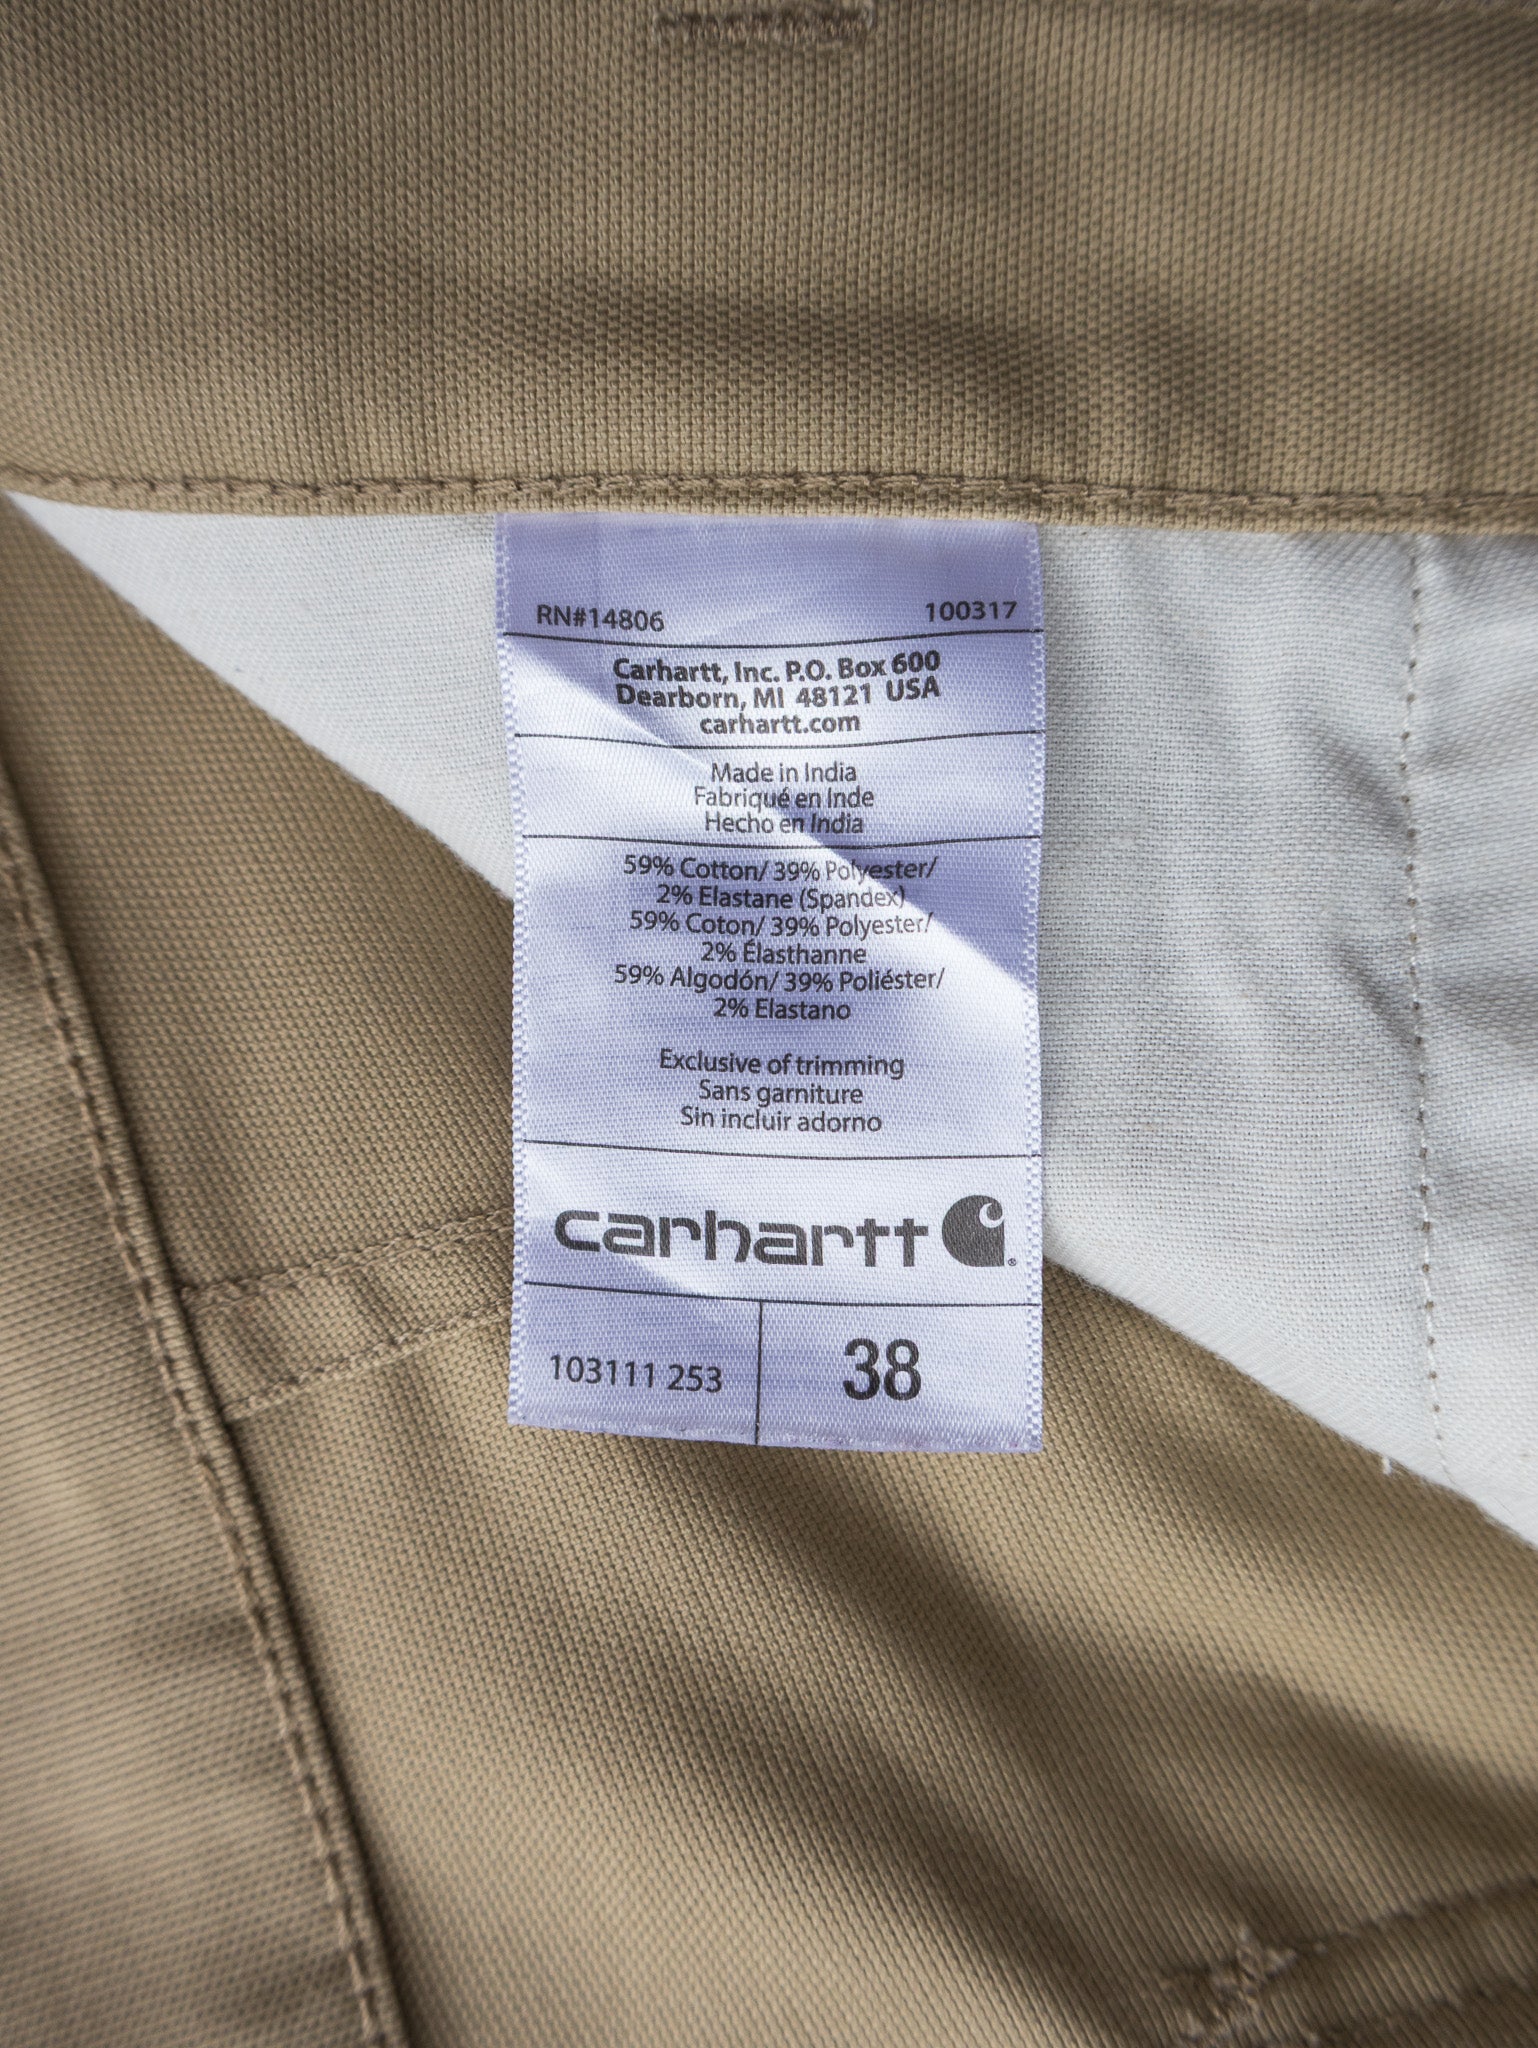 RN#14806 100317
Carhartt, Inc. P.O. Box 600
Dearborn, MI 48121 USA
carhartt.com
Made in India
Fabriqué en Inde
Hecho en India
59% Cotton/ 39% Polyester/
2% Elastane (Spandex)
59% Coton/ 39% Polyester/
2% Élasthanne
59% Algodón/ 39% Poliéster/
2% Elastano
Exclusive of trimming
Sans garniture
Sin incluir adorno
carhartt
103111 253 38